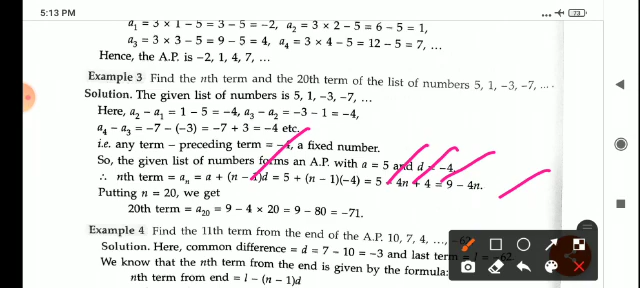 5:13 PM
... 73
a₁ = 3 × 1 – 5 = 3 – 5 = –2, a₂ = 3 × 2 – 5 = 6 – 5 = 1,
a₃ = 3 × 3 – 5 = 9 – 5 = 4, a₄ = 3 × 4 – 5 = 12 – 5 = 7, ...
Hence, the A.P. is –2, 1, 4, 7, ...
Example 3 Find the nth term and the 20th term of the list of numbers 5, 1, –3, –7, ... .
Solution. The given list of numbers is 5, 1, –3, –7, ...
Here, a₂ – a₁ = 1 – 5 = –4, a₃ – a₂ = –3 – 1 = –4,
a₄ – a₃ = –7 – (–3) = –7 + 3 = –4 etc.
i.e. any term – preceding term = –4, a fixed number.
So, the given list of numbers forms an A.P. with a = 5 and d = –4.
∴ nth term = aₙ = a + (n – 1)d = 5 + (n – 1)(–4) = 5 – 4n + 4 = 9 – 4n.
Putting n = 20, we get
20th term = a₂₀ = 9 – 4 × 20 = 9 – 80 = –71.
Example 4 Find the 11th term from the end of the A.P. 10, 7, 4, ..., –62.
Solution. Here, common difference = d = 7 – 10 = –3 and last term = l = –62.
We know that the nth term from the end is given by the formula:
nth term from end = l – (n – 1)d